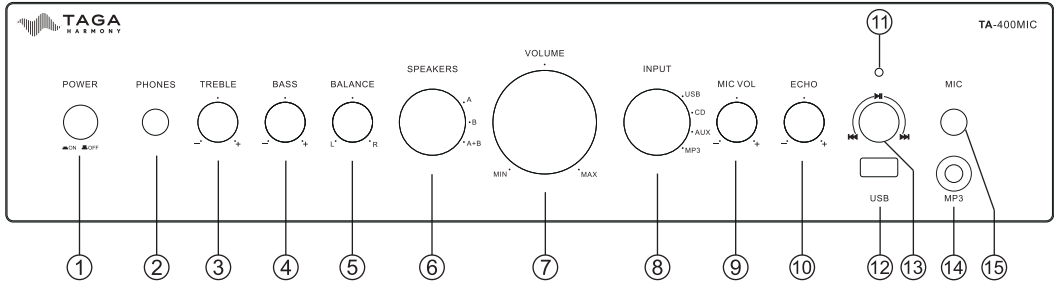 TAGA
HARMONY
TA-400MIC
⑪
POWER
ON OFF
PHONES
TREBLE
– +
BASS
– +
BALANCE
L R
SPEAKERS
A
B
A+B
VOLUME
MIN MAX
INPUT
USB
CD
AUX
MP3
MIC VOL
– +
ECHO
– +
USB
MIC
MP3
① ② ③ ④ ⑤ ⑥ ⑦ ⑧ ⑨ ⑩ ⑫ ⑬ ⑭ ⑮